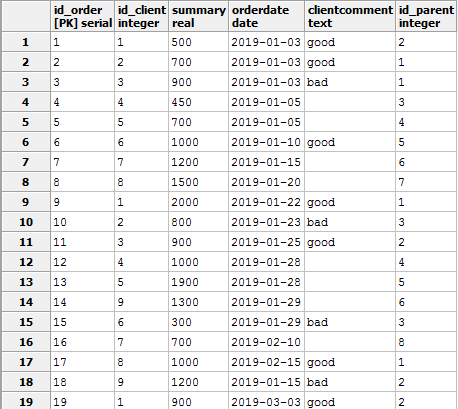 id_order id_client summary orderdate clientcomment id_parent
[PK] serial integer real date text integer
1 1 1 500 2019-01-03 good 2
2 2 2 700 2019-01-03 good 1
3 3 3 900 2019-01-03 bad 1
4 4 4 450 2019-01-05 3
5 5 5 700 2019-01-05 4
6 6 6 1000 2019-01-10 good 5
7 7 7 1200 2019-01-15 6
8 8 8 1500 2019-01-20 7
9 9 1 2000 2019-01-22 good 1
10 10 2 800 2019-01-23 bad 3
11 11 3 900 2019-01-25 good 2
12 12 4 1000 2019-01-28 4
13 13 5 1900 2019-01-28 5
14 14 9 1300 2019-01-29 6
15 15 6 300 2019-01-29 bad 3
16 16 7 700 2019-02-10 8
17 17 8 1000 2019-02-15 good 1
18 18 9 1200 2019-01-15 bad 2
19 19 1 900 2019-03-03 good 2